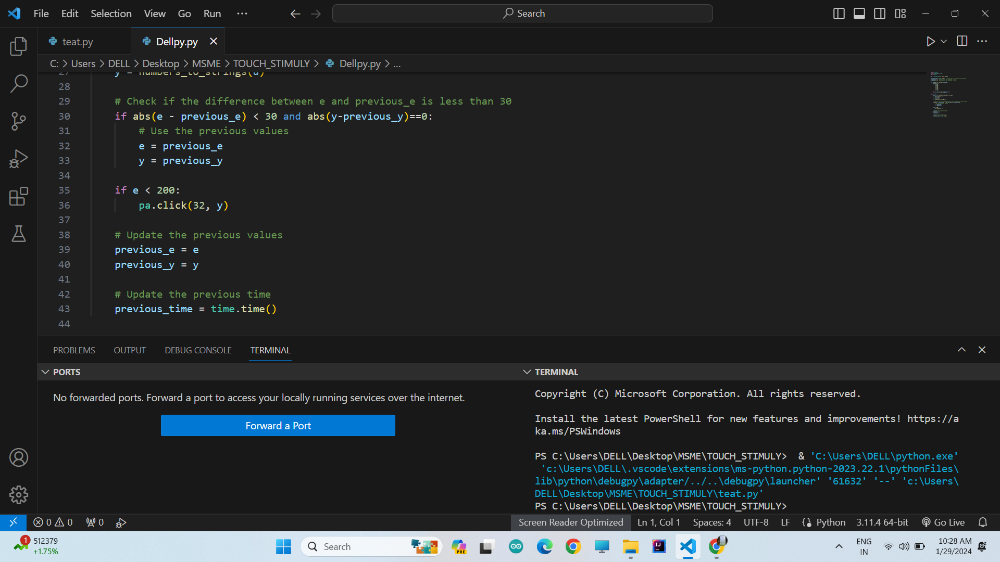 File Edit Selection View Go Run ... Search
teat.py Dellpy.py
C: > Users > DELL > Desktop > MSME > TOUCH_STIMULY > Dellpy.py > ...
27 y = numbers_to_strings(d)
28
29 # Check if the difference between e and previous_e is less than 30
30 if abs(e - previous_e) < 30 and abs(y-previous_y)==0:
31 # Use the previous values
32 e = previous_e
33 y = previous_y
34
35 if e < 200:
36 pa.click(32, y)
37
38 # Update the previous values
39 previous_e = e
40 previous_y = y
41
42 # Update the previous time
43 previous_time = time.time()
44
PROBLEMS OUTPUT DEBUG CONSOLE TERMINAL
PORTS
No forwarded ports. Forward a port to access your locally running services over the internet.
Forward a Port
TERMINAL
Copyright (C) Microsoft Corporation. All rights reserved.
Install the latest PowerShell for new features and improvements! https://a
ka.ms/PSWindows
PS C:\Users\DELL\Desktop\MSME\TOUCH_STIMULY> & 'C:\Users\DELL\python.exe'
'c:\Users\DELL\.vscode\extensions\ms-python.python-2023.22.1\pythonFiles\
lib\python\debugpy\adapter/../..\debugpy\launcher' '61632' '--' 'c:\Users\
DELL\Desktop\MSME\TOUCH_STIMULY\teat.py'
PS C:\Users\DELL\Desktop\MSME\TOUCH_STIMULY>
0 0 0 Screen Reader Optimized Ln 1, Col 1 Spaces: 4 UTF-8 LF {} Python 3.11.4 64-bit Go Live
1 512379
+1.75%
Search
PRE
IJ
ENG
IN
10:28 AM
1/29/2024